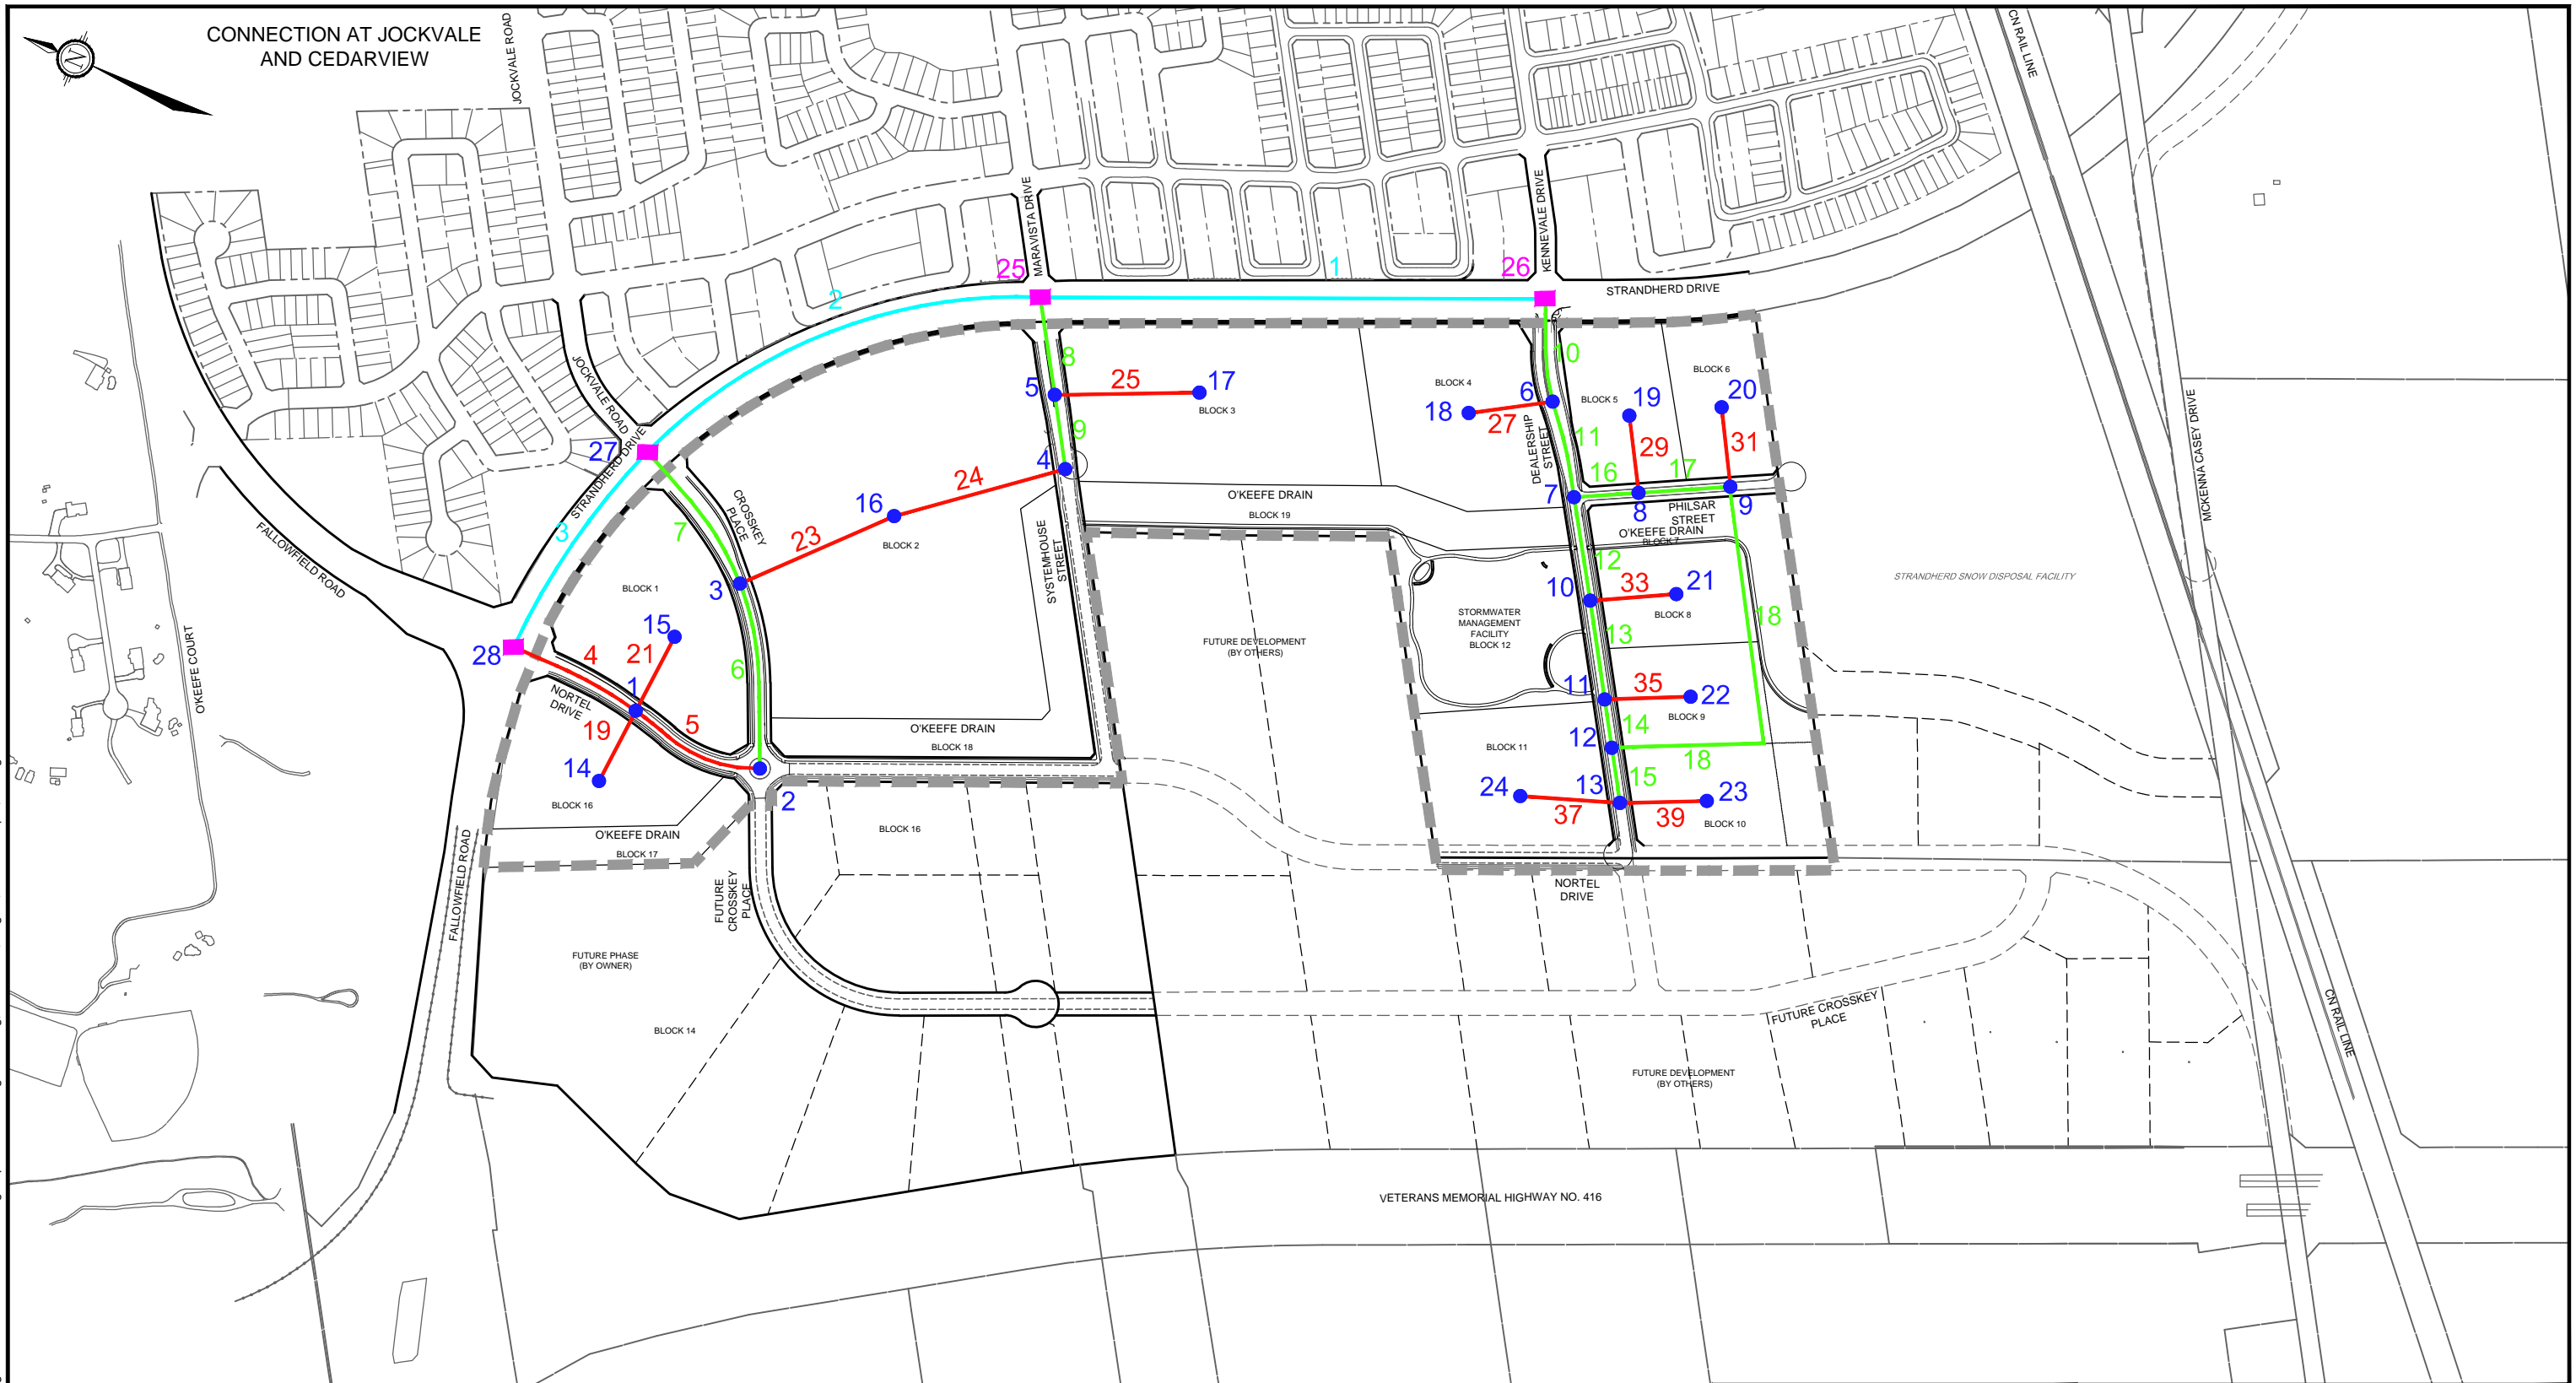 CONNECTION AT JOCKVALE
AND CEDARVIEW
N
JOCKVALE ROAD
CN RAIL LINE
MARAVISTA DRIVE
KENNEVALE DRIVE
25
1
26
STRANDHERD DRIVE
2
JOCKVALE ROAD
27
STRANDHERD DRIVE
3
8
5
25
17
BLOCK 3
9
4
10
BLOCK 4
6
18
27
DEALERSHIP
STREET
11
BLOCK 5
19
BLOCK 6
20
29
31
16
17
7
8
9
PHILSAR
STREET
O'KEEFE DRAIN
BLOCK 7
MCKENNA CASEY DRIVE
CROSSKEY
PLACE
7
24
16
23
BLOCK 2
O'KEEFE DRAIN
BLOCK 19
SYSTEMHOUSE
STREET
FALLOWFIELD ROAD
BLOCK 1
3
15
12
10
33
21
BLOCK 8
STRANDHERD SNOW DISPOSAL FACILITY
18
13
STORMWATER
MANAGEMENT
FACILITY
BLOCK 12
FUTURE DEVELOPMENT
(BY OTHERS)
O'KEEFE COURT
28
4
21
6
1
NORTEL
DRIVE
19
5
11
35
22
BLOCK 9
14
12
18
BLOCK 11
O'KEEFE DRAIN
BLOCK 18
14
BLOCK 16
2
24
13
15
23
37
39
BLOCK 10
O'KEEFE DRAIN
BLOCK 17
BLOCK 16
FALLOWFIELD ROAD
FUTURE
CROSSKEY
PLACE
NORTEL
DRIVE
FUTURE PHASE
(BY OWNER)
BLOCK 14
FUTURE CROSSKEY
PLACE
CN RAIL LINE
FUTURE DEVELOPMENT
(BY OTHERS)
VETERANS MEMORIAL HIGHWAY NO. 416